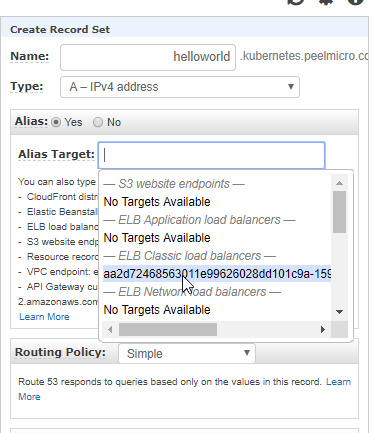 Create Record Set
Name: helloworld .kubernetes.peelmicro.co
Type: A – IPv4 address
Alias: Yes No
Alias Target:
You can also type
- CloudFront distri
- Elastic Beanstal
- ELB load balanc
- S3 website endp
- Resource record
- VPC endpoint: e
- API Gateway cu
2.amazonaws.com
Learn More
— S3 website endpoints —
No Targets Available
— ELB Application load balancers —
No Targets Available
— ELB Classic load balancers —
aa2d72468563011e99626028dd101c9a-159
— ELB Network load balancers —
No Targets Available
Routing Policy: Simple
Route 53 responds to queries based only on the values in this record. Learn
More